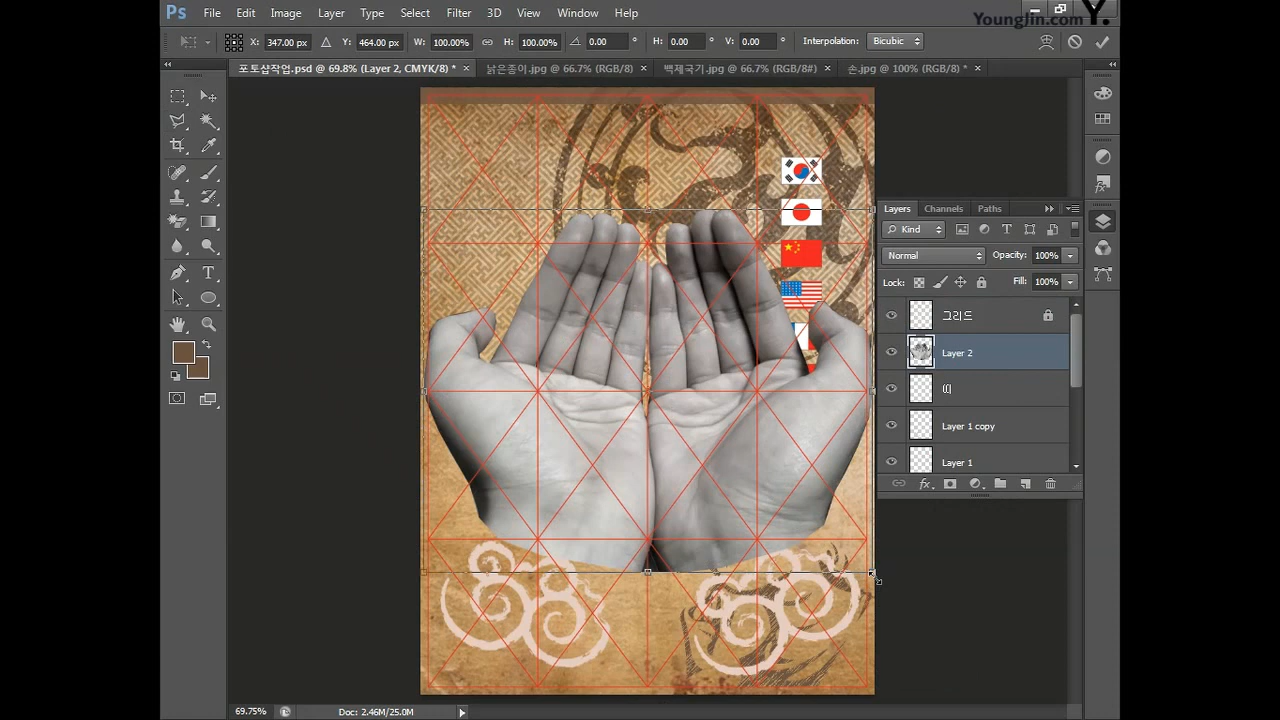 Ps File Edit Image Layer Type Select Filter 3D View Window Help
YoungJin.com Y.
X: 347.00 px Y: 464.00 px W: 100.00% H: 100.00% 0.00 ° H: 0.00 ° V: 0.00 ° Interpolation: Bicubic
포토샵작업.psd @ 69.8% (Layer 2, CMYK/8) * × 낡은종이.jpg @ 66.7% (RGB/8) × 백제국기.jpg @ 66.7% (RGB/8#) × 손.jpg @ 100% (RGB/8) * ×
Layers Channels Paths
Kind
Normal Opacity: 100%
Lock: Fill: 100%
그리드
Layer 2
Layer 1 copy
Layer 1
69.75% Doc: 2.46M/25.0M